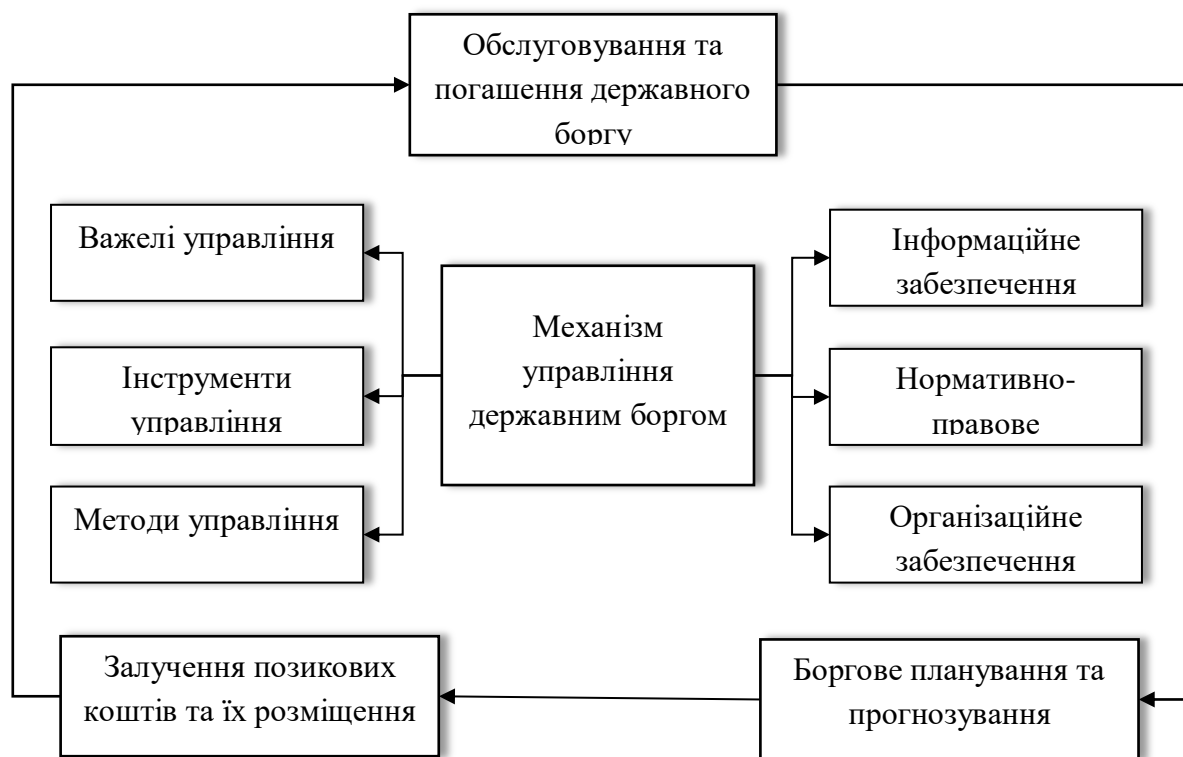 Обслуговування та
погашення державного
боргу
Важелі управління
Інформаційне
забезпечення
Механізм
управління
державним боргом
Інструменти
управління
Нормативно-
правове
Методи управління
Організаційне
забезпечення
Залучення позикових
коштів та їх розміщення
Боргове планування та
прогнозування